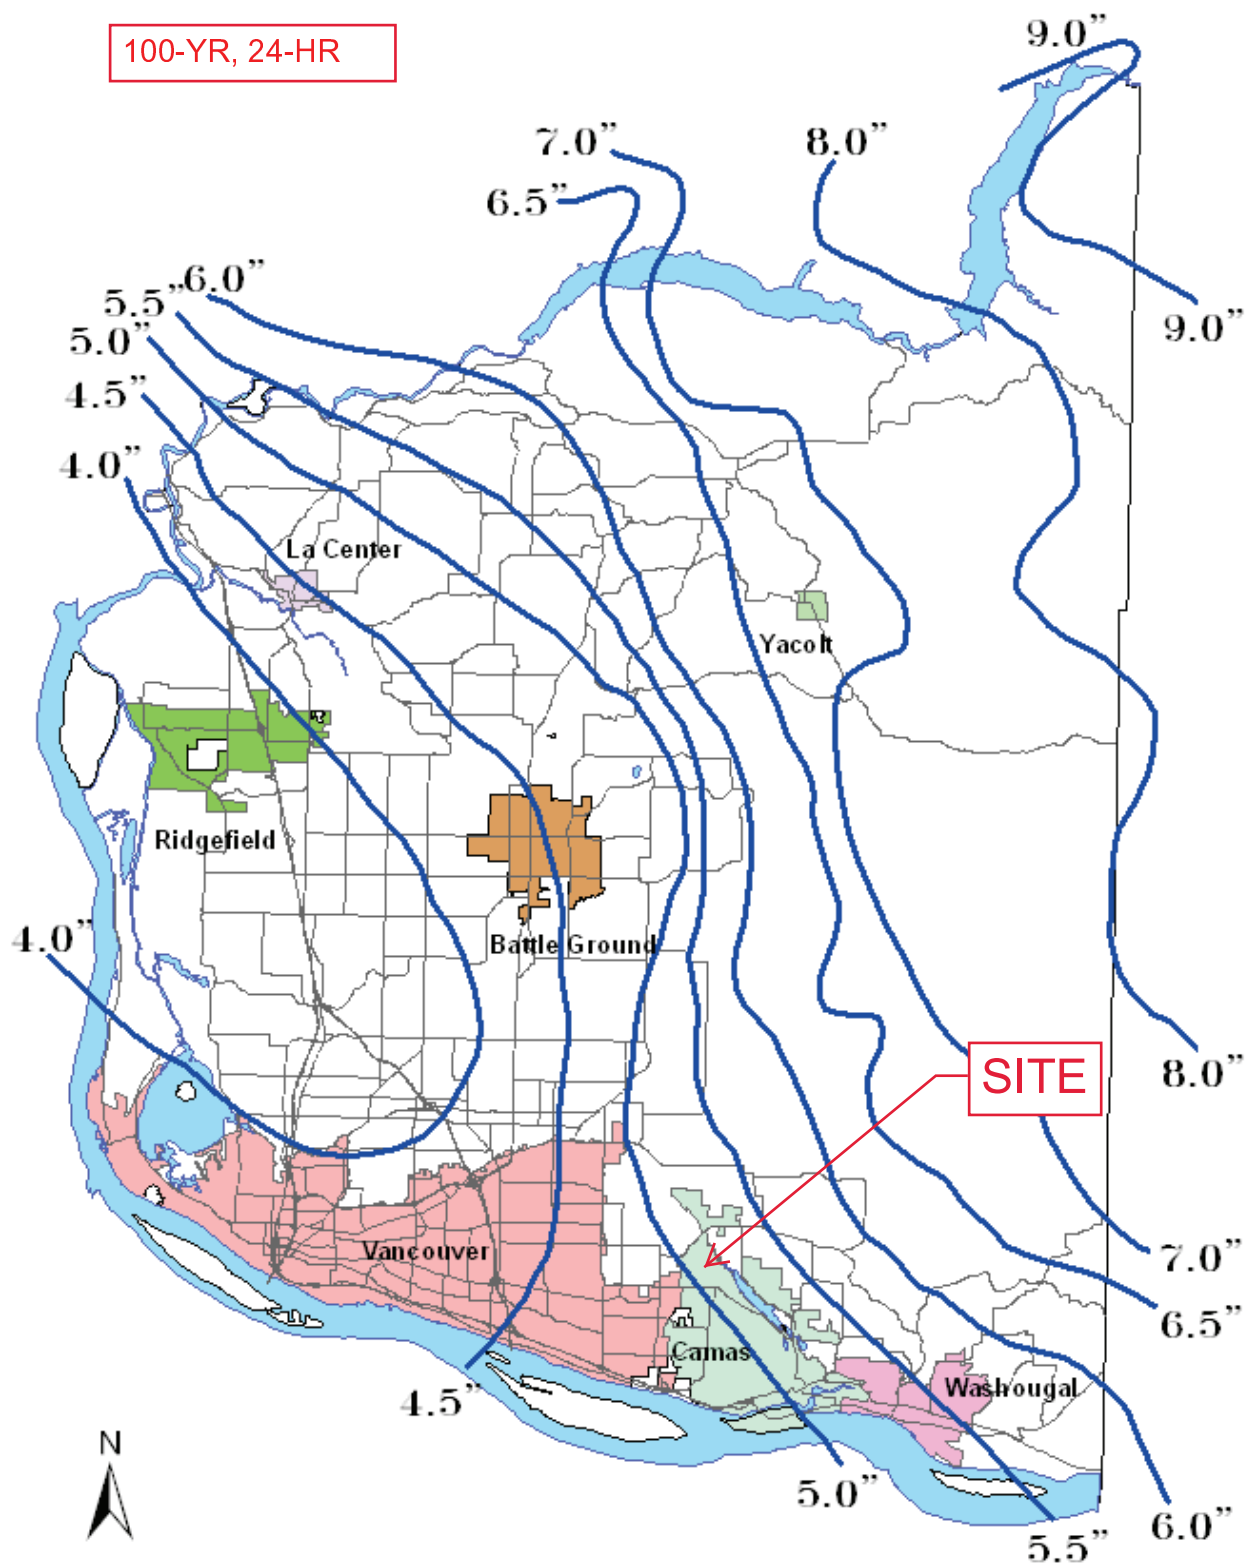 9.0”
100-YR, 24-HR
7.0”
8.0”
6.5”
6.0”
5.5”
9.0”
5.0”
4.5”
4.0”
La Center
Yacolt
Ridgefield
4.0”
Battle Ground
SITE
8.0”
Vancouver
7.0”
6.5”
Camas
Washougal
4.5”
N
5.0”
6.0”
5.5”